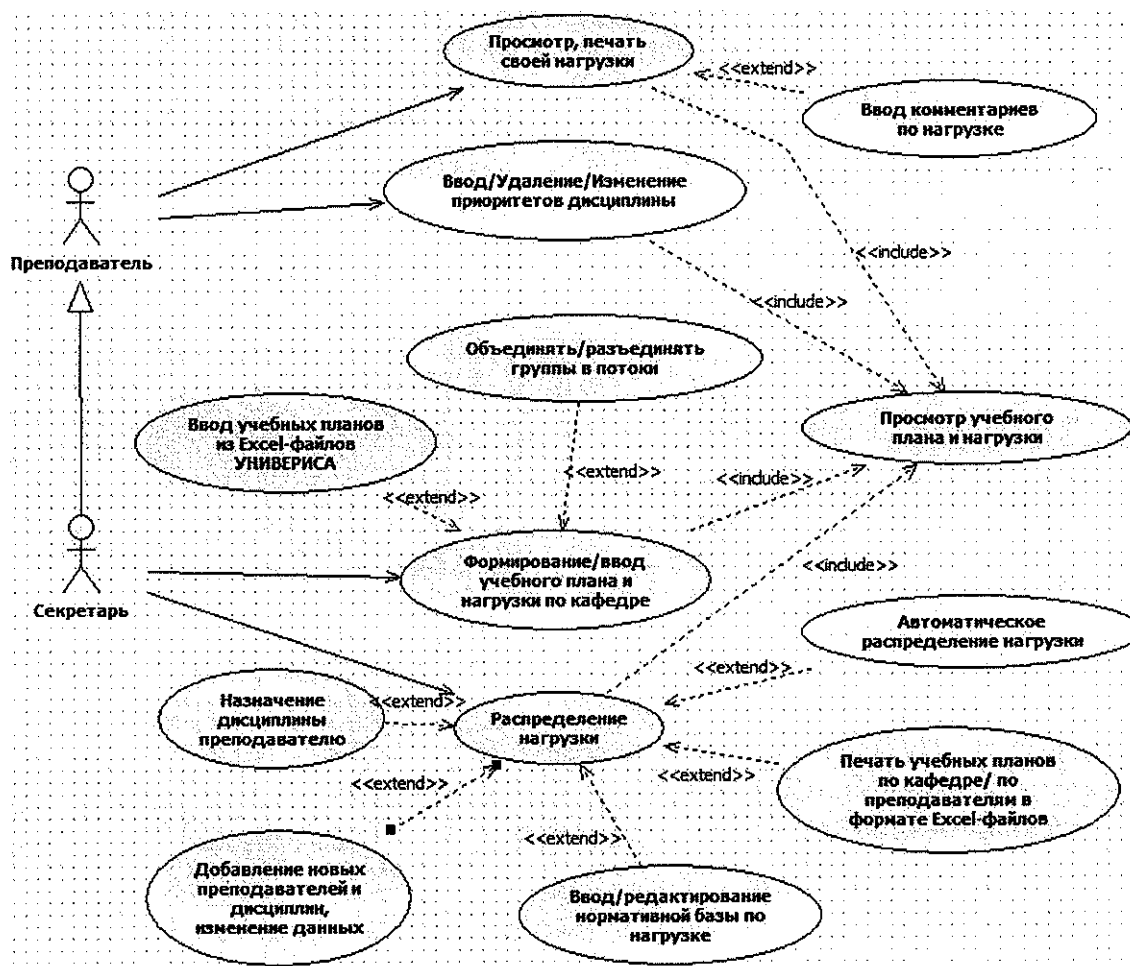 Просмотр, печать
своей нагрузки
<<extend>>
Ввод комментариев
по нагрузке
Ввод/Удаление/Изменение
приоритетов дисциплины
Преподаватель
<<include>>
<<include>>
Объединять/разъединять
группы в потоки
Ввод учебных планов
из Excel-файлов
УНИВЕРИСА
Просмотр учебного
плана и нагрузки
<<extend>>
<<extend>>
<<include>>
Формирование/ввод
учебного плана и
нагрузки по кафедре
<<include>>
Секретарь
Автоматическое
распределение нагрузки
<<extend>>
Назначение
дисциплины
преподавателю
<<extend>>
Распределение
нагрузки
<<extend>>
Печать учебных планов
по кафедре/ по
преподавателям в
формате Excel-файлов
<<extend>>
<<extend>>
Добавление новых
преподавателей и
дисциплин,
изменение данных
Ввод/редактирование
нормативной базы по
нагрузке